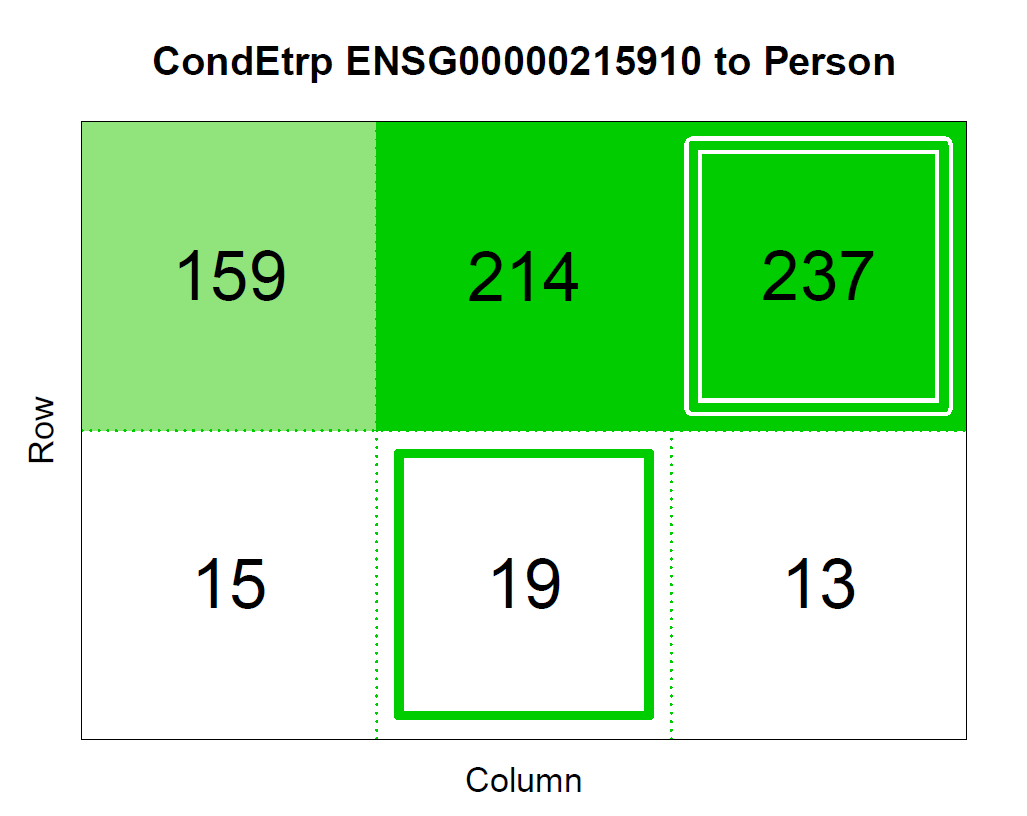 CondEtrp ENSG00000215910 to Person
159 214 237
Row
15 19 13
Column